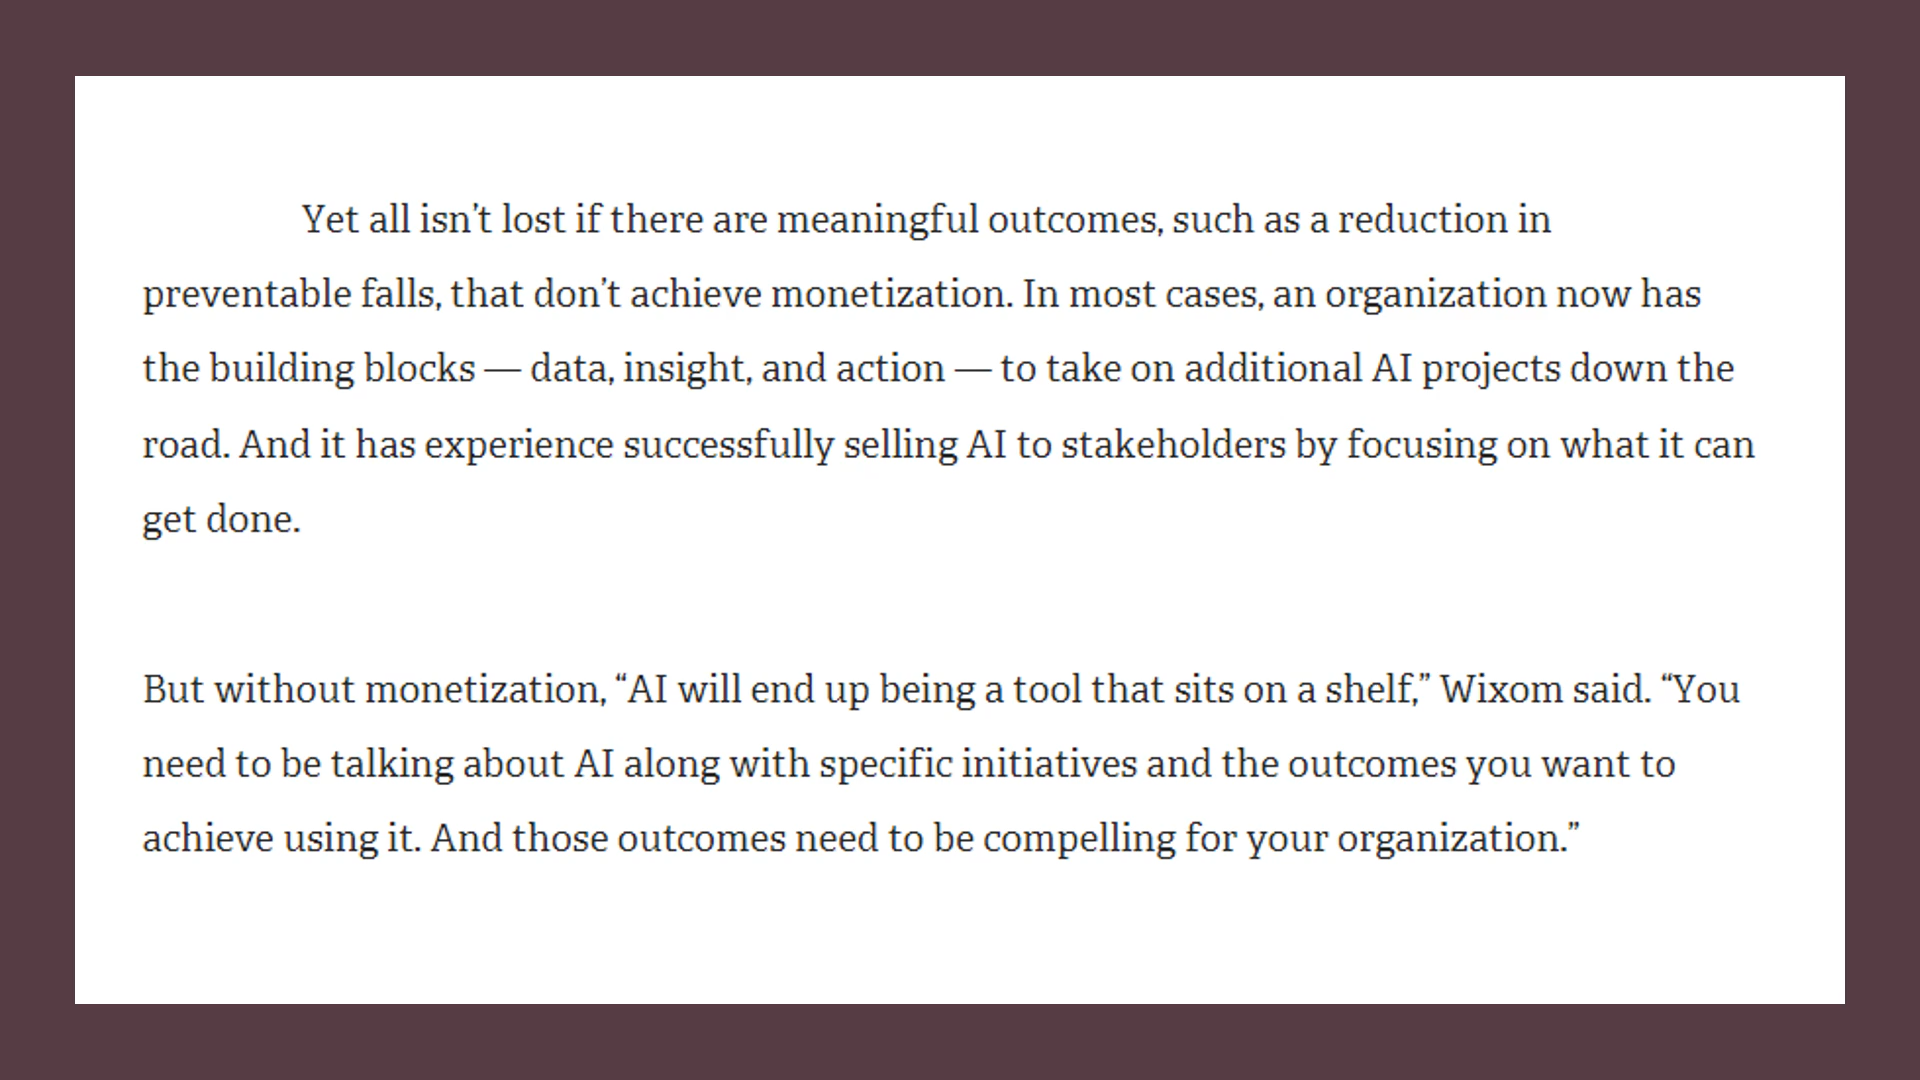 Yet all isn’t lost if there are meaningful outcomes, such as a reduction in
preventable falls, that don’t achieve monetization. In most cases, an organization now has
the building blocks — data, insight, and action — to take on additional AI projects down the
road. And it has experience successfully selling AI to stakeholders by focusing on what it can
get done.
But without monetization, “AI will end up being a tool that sits on a shelf,” Wixom said. “You
need to be talking about AI along with specific initiatives and the outcomes you want to
achieve using it. And those outcomes need to be compelling for your organization.”